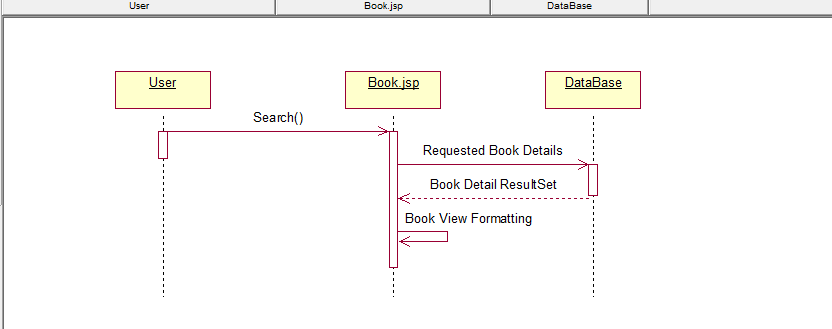 User Book.jsp DataBase
User Book.jsp DataBase
Search()
Requested Book Details
Book Detail ResultSet
Book View Formatting